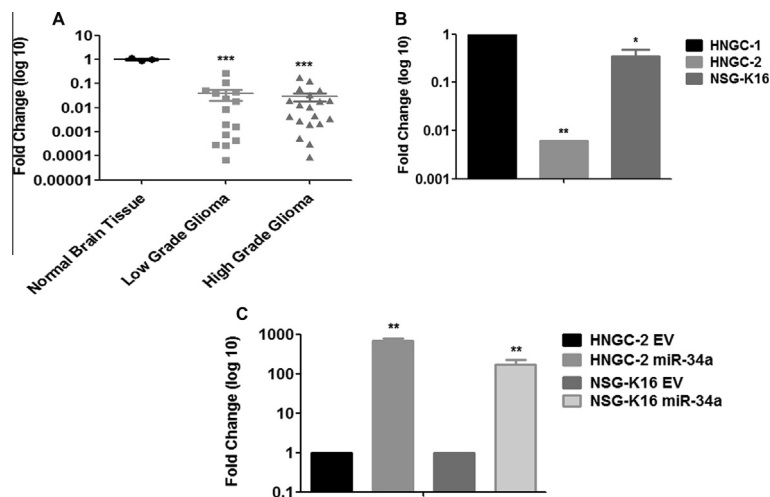 A
Fold Change (log 10)
10
1
0.1
0.01
0.001
0.0001
0.00001
***
***
Normal Brain Tissue
Low Grade Glioma
High Grade Glioma
B
Fold Change (log 10)
1
0.1
0.01
0.001
**
*
HNGC-1
HNGC-2
NSG-K16
C
Fold Change (log 10)
1000
100
10
1
0.1
**
**
HNGC-2 EV
HNGC-2 miR-34a
NSG-K16 EV
NSG-K16 miR-34a